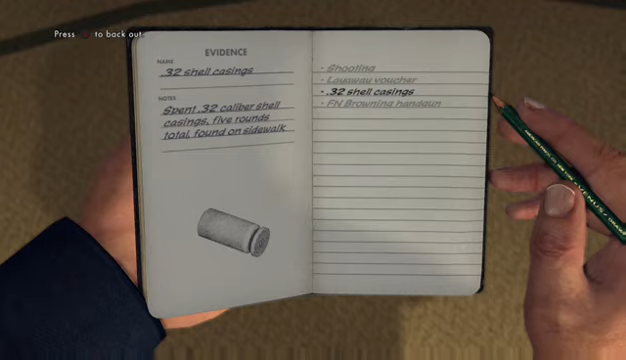 Press to back out
EVIDENCE
NAME
.32 shell casings
NOTES
Spent .32 caliber shell
casings, five rounds
total, found on sidewalk
- Shooting
- Layaway voucher
• .32 shell casings
- FN Browning handgun
VENUS